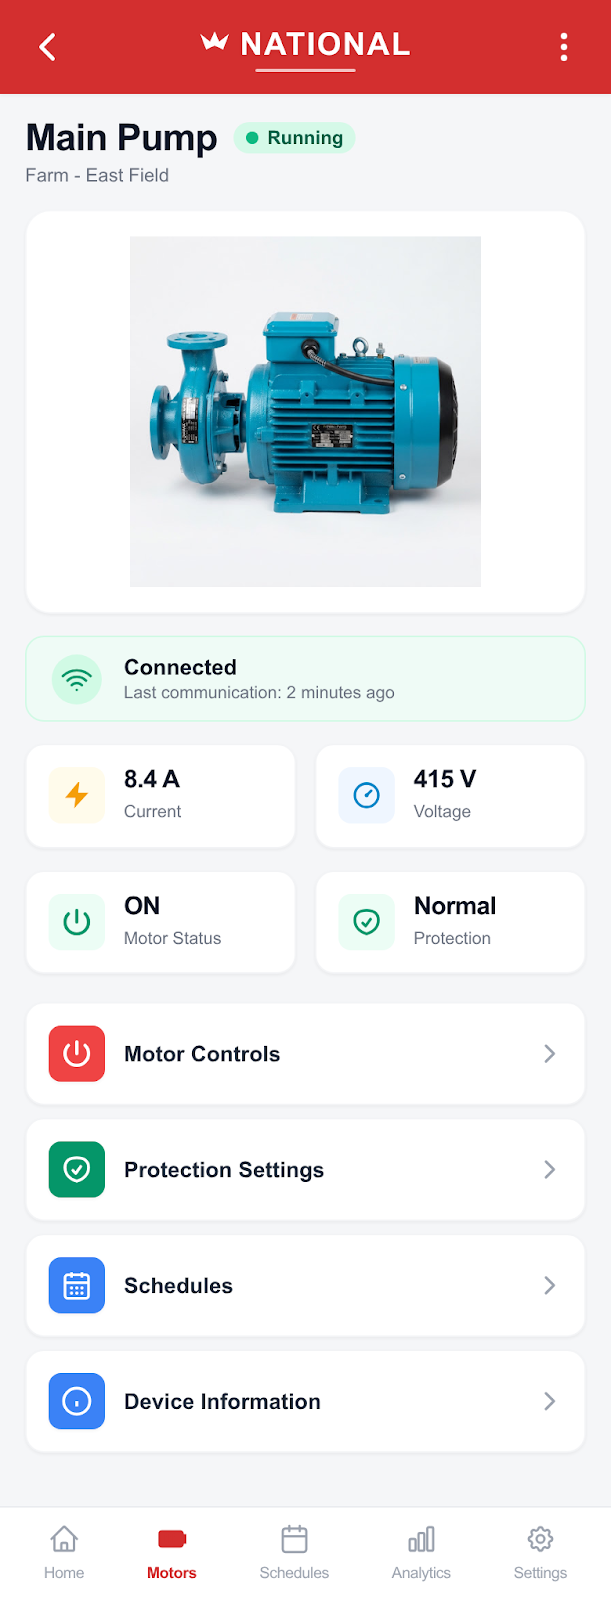 NATIONAL
Main Pump
Running
Farm - East Field
Connected
Last communication: 2 minutes ago
8.4 A
Current
415 V
Voltage
ON
Motor Status
Normal
Protection
Motor Controls
Protection Settings
Schedules
Device Information
Home
Motors
Schedules
Analytics
Settings